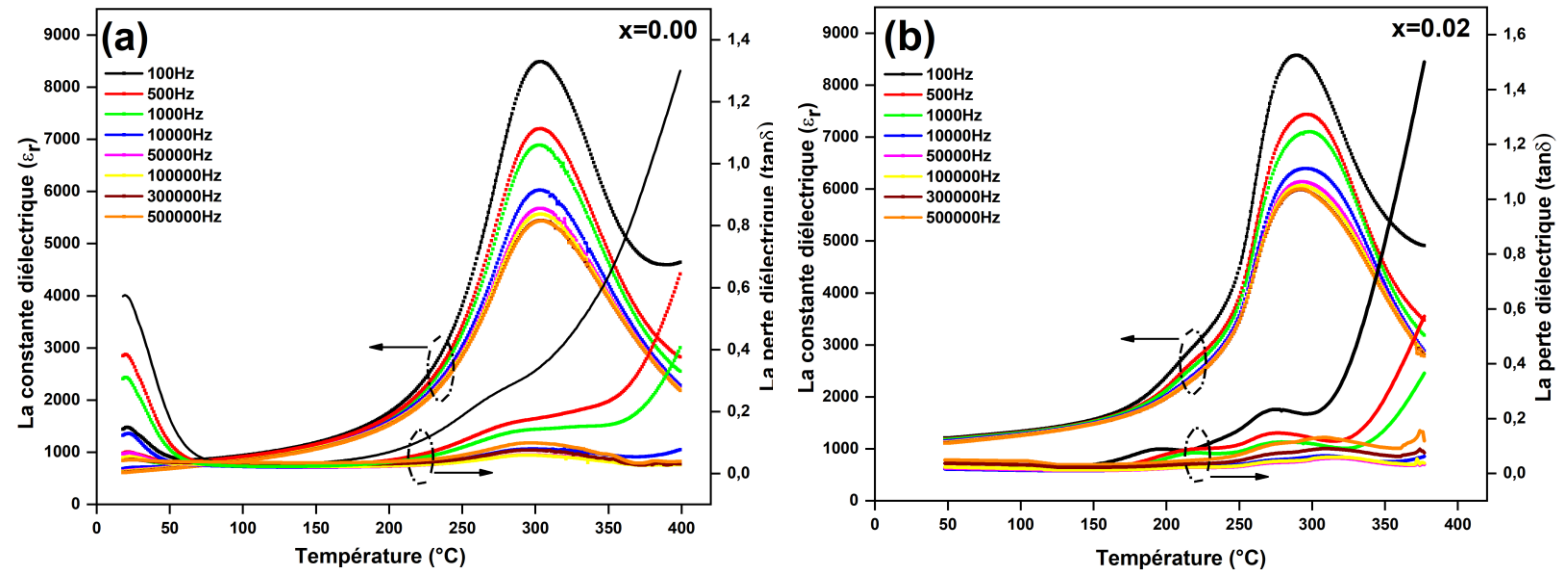 (a)
x=0.00
100Hz
500Hz
1000Hz
10000Hz
50000Hz
100000Hz
300000Hz
500000Hz
La constante diélectrique (εr)
0
1000
2000
3000
4000
5000
6000
7000
8000
9000
0 50 100 150 200 250 300 350 400
Température (°C)
0,0
0,2
0,4
0,6
0,8
1,0
1,2
1,4
La perte diélectrique (tanδ)
(b)
x=0.02
100Hz
500Hz
1000Hz
10000Hz
50000Hz
100000Hz
300000Hz
500000Hz
La constante diélectrique (εr)
0
1000
2000
3000
4000
5000
6000
7000
8000
9000
0 50 100 150 200 250 300 350 400
Température (°C)
0,0
0,2
0,4
0,6
0,8
1,0
1,2
1,4
1,6
La perte diélectrique (tanδ)